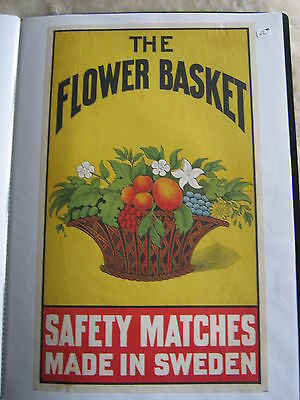 THE
FLOWER BASKET
SAFETY MATCHES
MADE IN SWEDEN